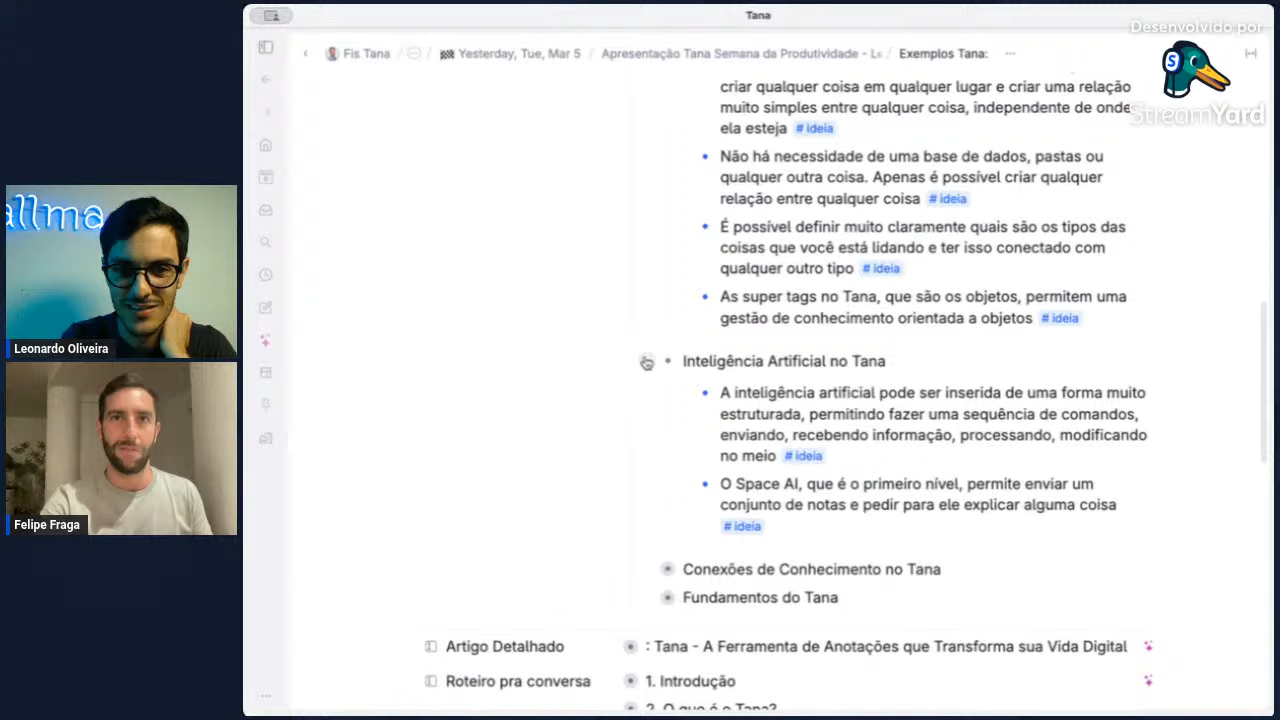 Tana
Desenvolvido por
StreamYard
Fis Tana / / Yesterday, Tue, Mar 5 / Apresentação Tana Semana da Produtividade - Le / Exemplos Tana: ...
criar qualquer coisa em qualquer lugar e criar uma relação
muito simples entre qualquer coisa, independente de onde
ela esteja # ideia
Não há necessidade de uma base de dados, pastas ou
qualquer outra coisa. Apenas é possível criar qualquer
relação entre qualquer coisa # ideia
É possível definir muito claramente quais são os tipos das
coisas que você está lidando e ter isso conectado com
qualquer outro tipo # ideia
As super tags no Tana, que são os objetos, permitem uma
gestão de conhecimento orientada a objetos # ideia
Inteligência Artificial no Tana
A inteligência artificial pode ser inserida de uma forma muito
estruturada, permitindo fazer uma sequência de comandos,
enviando, recebendo informação, processando, modificando
no meio # ideia
O Space AI, que é o primeiro nível, permite enviar um
conjunto de notas e pedir para ele explicar alguma coisa
# ideia
Conexões de Conhecimento no Tana
Fundamentos do Tana
Artigo Detalhado
: Tana - A Ferramenta de Anotações que Transforma sua Vida Digital
Roteiro pra conversa
1. Introdução
2. O que é o Tana?
allma
Leonardo Oliveira
Felipe Fraga